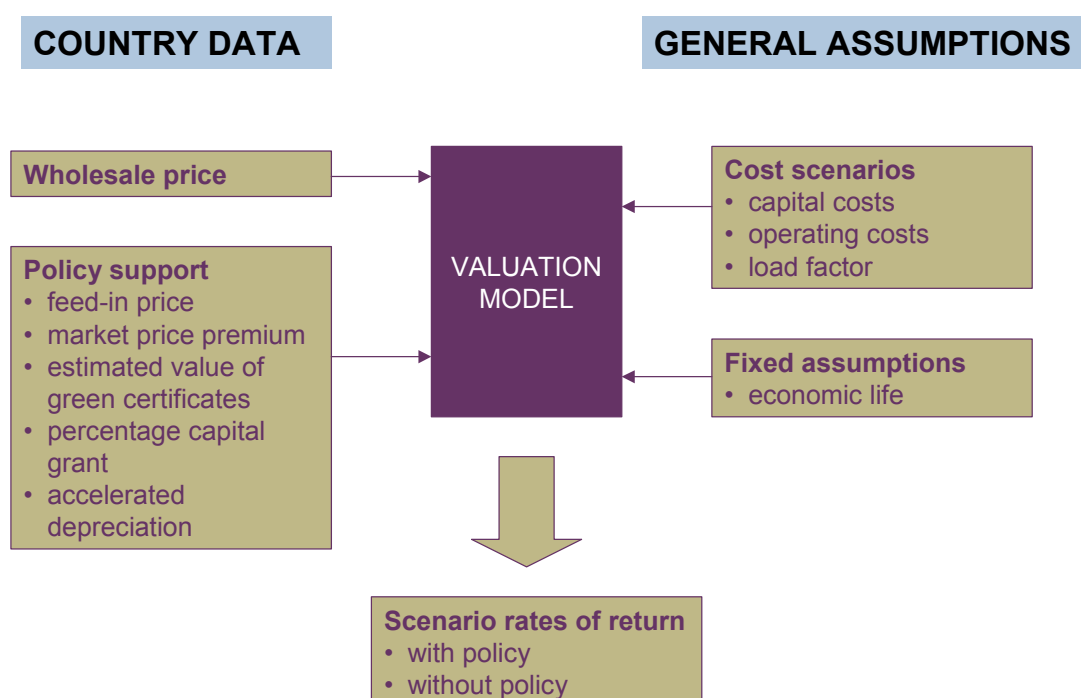 COUNTRY DATA
GENERAL ASSUMPTIONS
Wholesale price
Policy support
• feed-in price
• market price premium
• estimated value of
green certificates
• percentage capital
grant
• accelerated
depreciation
VALUATION
MODEL
Cost scenarios
• capital costs
• operating costs
• load factor
Fixed assumptions
• economic life
Scenario rates of return
• with policy
• without policy